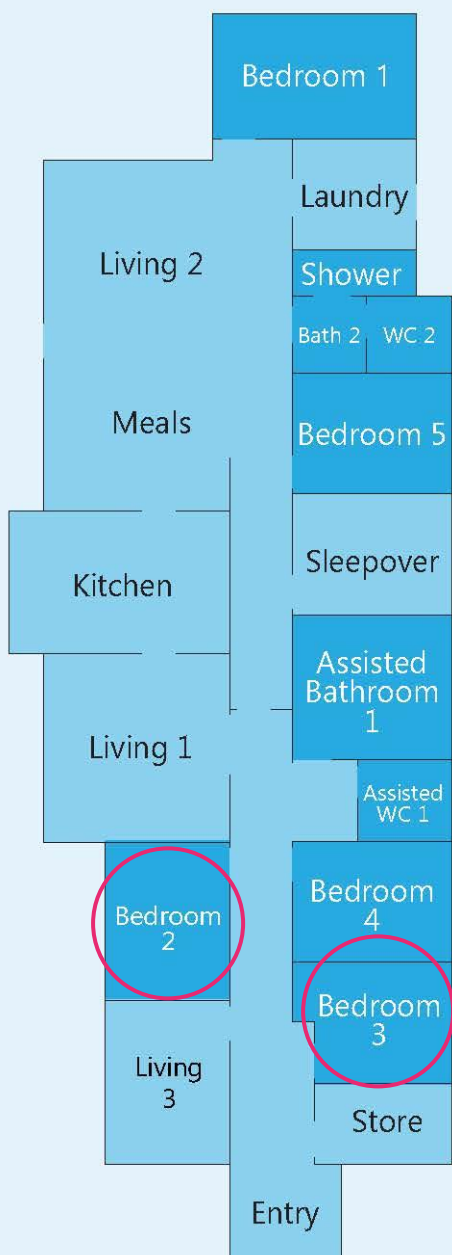 Bedroom 1
Laundry
Living 2
Shower
Bath 2
WC 2
Meals
Bedroom 5
Sleepover
Kitchen
Assisted
Bathroom
1
Living 1
Assisted
WC 1
Bedroom
2
Bedroom
4
Bedroom
3
Living
3
Store
Entry